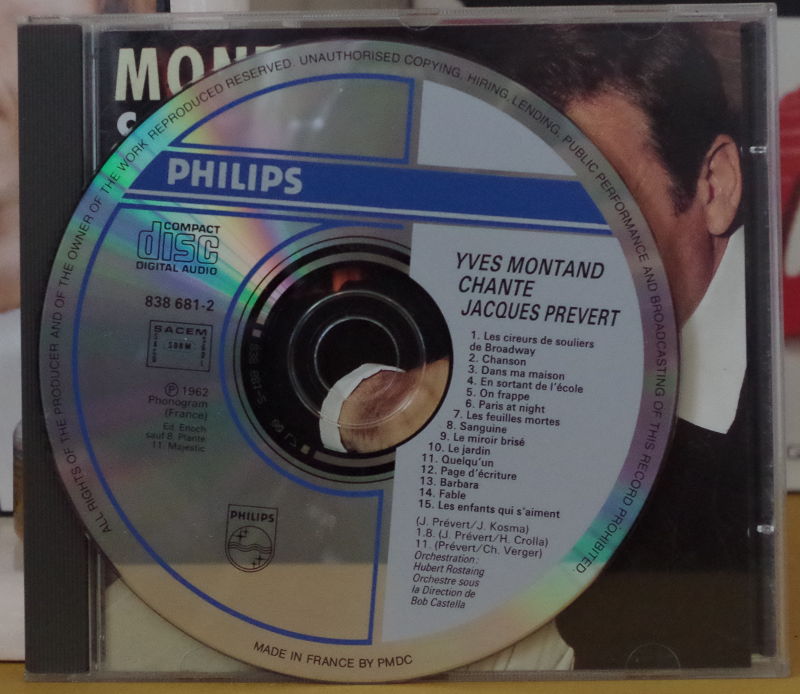 MON
PHILIPS
COMPACT
disc
DIGITAL AUDIO
838 681-2
SACEM
℗ 1962
Phonogram
(France)
Ed. Enoch
sauf 8. Plante
11. Majestic
PHILIPS
YVES MONTAND
CHANTE
JACQUES PREVERT
1. Les cireurs de souliers
de Broadway
2. Chanson
3. Dans ma maison
4. En sortant de l'école
5. On frappe
6. Paris at night
7. Les feuilles mortes
8. Sanguine
9. Le miroir brisé
10. Le jardin
11. Quelqu'un
12. Page d'écriture
13. Barbara
14. Fable
15. Les enfants qui s'aiment
(J. Prévert/J. Kosma)
1.8. (J. Prévert/H. Crolla)
11. (Prévert/Ch. Verger)
Orchestration:
Hubert Rostaing
Orchestre sous
la Direction de
Bob Castella
ALL RIGHTS OF THE PRODUCER AND OF THE OWNER OF THE WORK REPRODUCED RESERVED. UNAUTHORISED COPYING, HIRING, LENDING, PUBLIC PERFORMANCE AND BROADCASTING OF THIS RECORD PROHIBITED.
MADE IN FRANCE BY PMDC